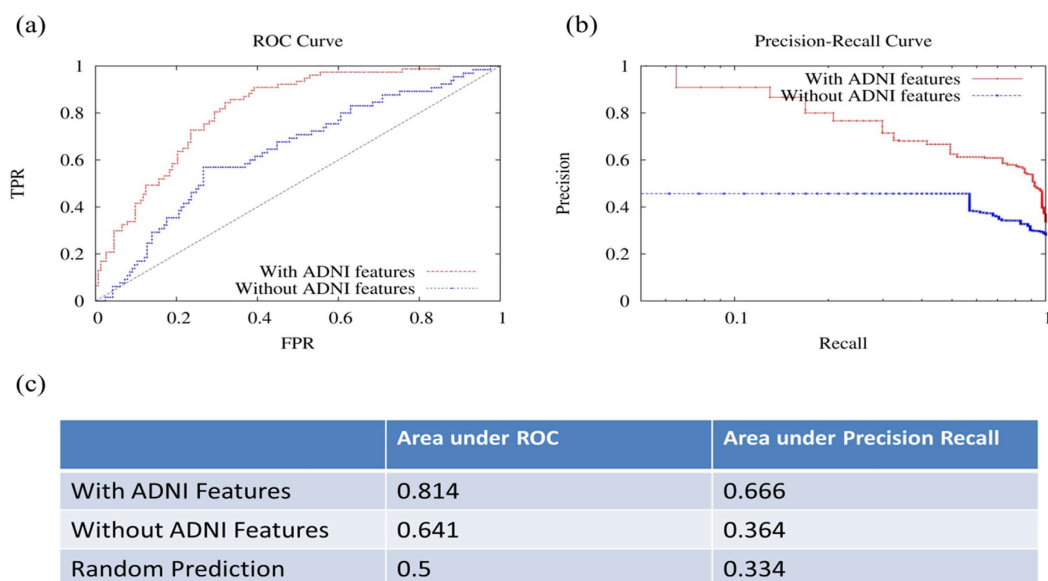 (a)
ROC Curve
1
0.8
0.6
0.4
0.2
0
TPR
With ADNI features
Without ADNI features
0 0.2 0.4 0.6 0.8 1
FPR
(b)
Precision-Recall Curve
1
0.8
0.6
0.4
0.2
0
Precision
With ADNI features
Without ADNI features
0.1 1
Recall
(c)
Area under ROC Area under Precision Recall
With ADNI Features 0.814 0.666
Without ADNI Features 0.641 0.364
Random Prediction 0.5 0.334